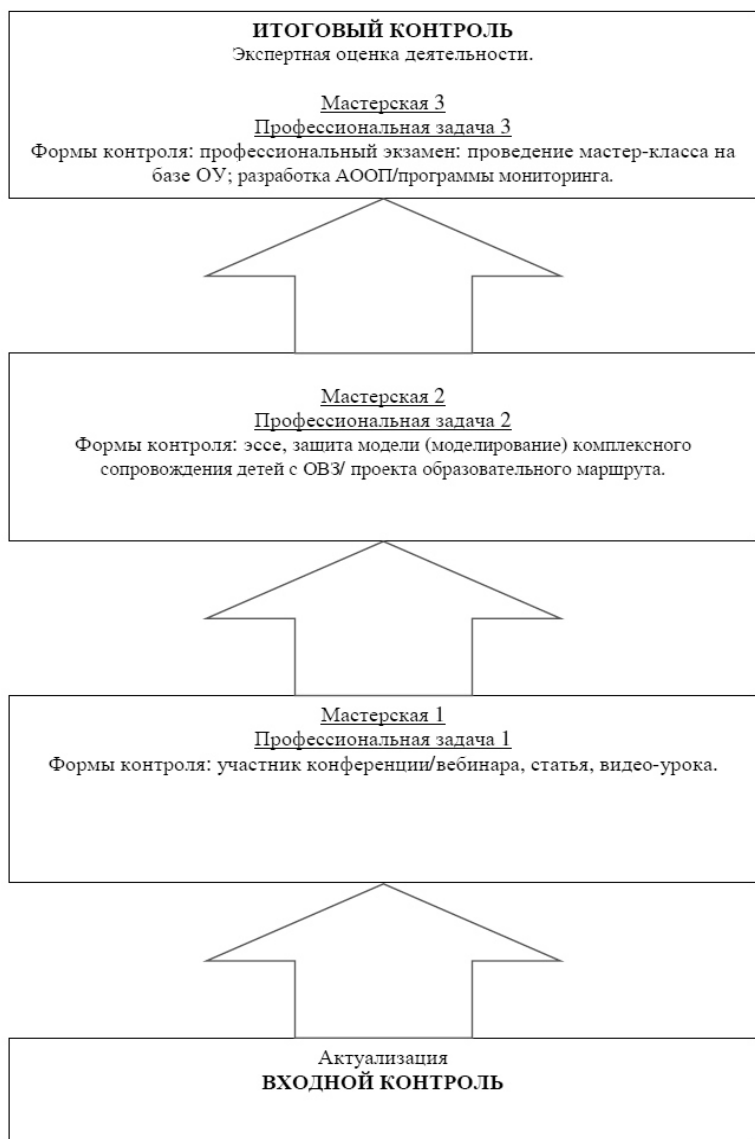 ИТОГОВЫЙ КОНТРОЛЬ
Экспертная оценка деятельности.
Мастерская 3
Профессиональная задача 3
Формы контроля: профессиональный экзамен: проведение мастер-класса на
базе ОУ; разработка АООП/программы мониторинга.
Мастерская 2
Профессиональная задача 2
Формы контроля: эссе, защита модели (моделирование) комплексного
сопровождения детей с ОВЗ/ проекта образовательного маршрута.
Мастерская 1
Профессиональная задача 1
Формы контроля: участник конференции/вебинара, статья, видео-урока.
Актуализация
ВХОДНОЙ КОНТРОЛЬ